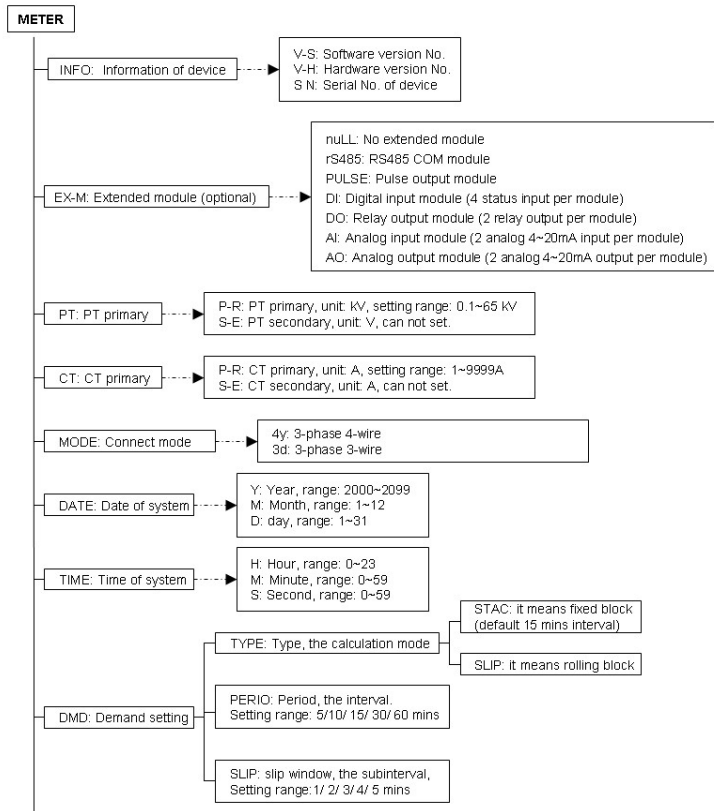 METER
INFO: Information of device
V-S: Software version No.
V-H: Hardware version No.
S N: Serial No. of device
EX-M: Extended module (optional)
nuLL: No extended module
rS485: RS485 COM module
PULSE: Pulse output module
DI: Digital input module (4 status input per module)
DO: Relay output module (2 relay output per module)
AI: Analog input module (2 analog 4~20mA input per module)
AO: Analog output module (2 analog 4~20mA output per module)
PT: PT primary
P-R: PT primary, unit: kV, setting range: 0.1~65 kV
S-E: PT secondary, unit: V, can not set.
CT: CT primary
P-R: CT primary, unit: A, setting range: 1~9999A
S-E: CT secondary, unit: A, can not set.
MODE: Connect mode
4y: 3-phase 4-wire
3d: 3-phase 3-wire
DATE: Date of system
Y: Year, range: 2000~2099
M: Month, range: 1~12
D: day, range: 1~31
TIME: Time of system
H: Hour, range: 0~23
M: Minute, range: 0~59
S: Second, range: 0~59
DMD: Demand setting
TYPE: Type, the calculation mode
STAC: it means fixed block
(default 15 mins interval)
SLIP: it means rolling block
PERIO: Period, the interval.
Setting range: 5/10/ 15/ 30/ 60 mins
SLIP: slip window, the subinterval,
Setting range:1/ 2/ 3/ 4/ 5 mins